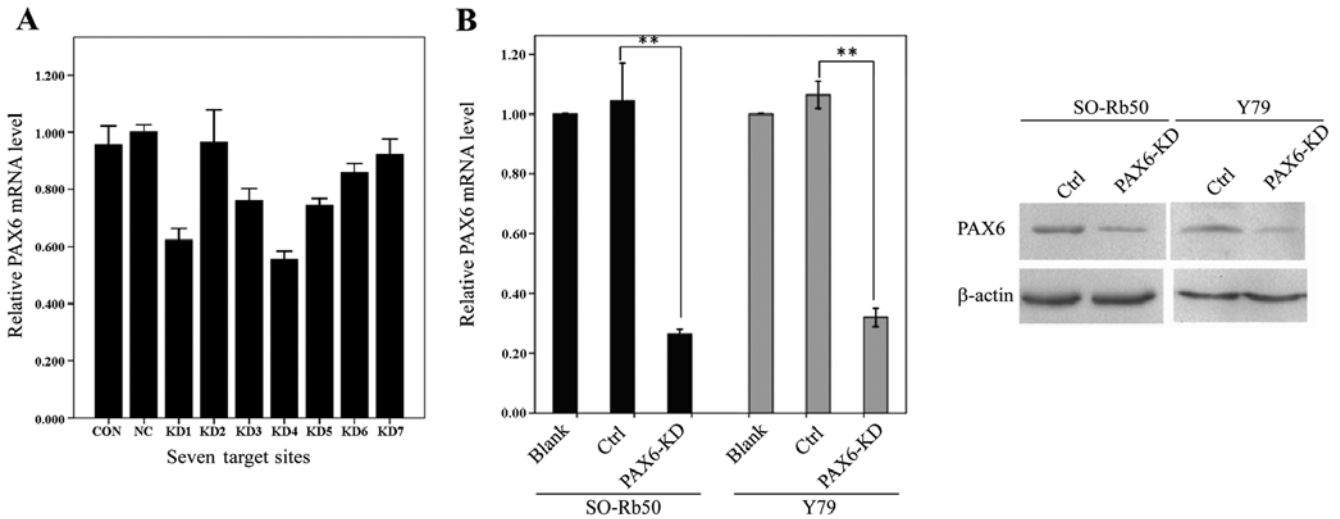 A
Relative PAX6 mRNA level
1.200
1.000
0.800
0.600
0.400
0.200
0.000
CON NC KD1 KD2 KD3 KD4 KD5 KD6 KD7
Seven target sites
B
Relative PAX6 mRNA level
1.20
1.00
0.80
0.60
0.40
0.20
0.00
** **
Blank Ctrl PAX6-KD Blank Ctrl PAX6-KD
SO-Rb50 Y79
SO-Rb50 Y79
Ctrl PAX6-KD Ctrl PAX6-KD
PAX6
β-actin